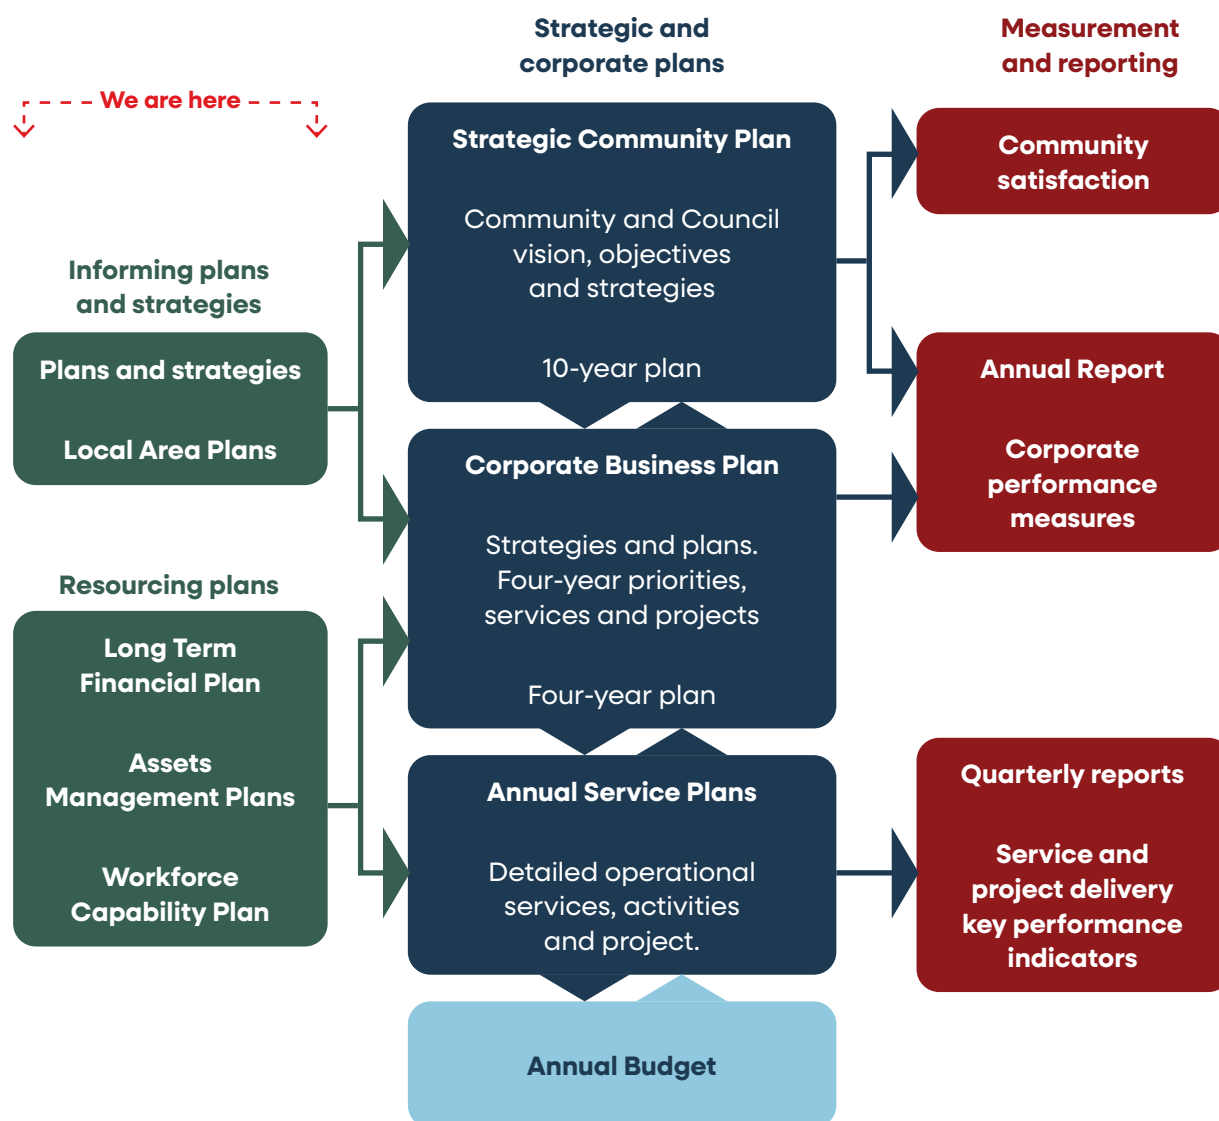 We are here
Informing plans
and strategies
Plans and strategies
Local Area Plans
Resourcing plans
Long Term
Financial Plan
Assets
Management Plans
Workforce
Capability Plan
Strategic and
corporate plans
Strategic Community Plan
Community and Council
vision, objectives
and strategies
10-year plan
Corporate Business Plan
Strategies and plans.
Four-year priorities,
services and projects
Four-year plan
Annual Service Plans
Detailed operational
services, activities
and project.
Annual Budget
Measurement
and reporting
Community
satisfaction
Annual Report
Corporate
performance
measures
Quarterly reports
Service and
project delivery
key performance
indicators